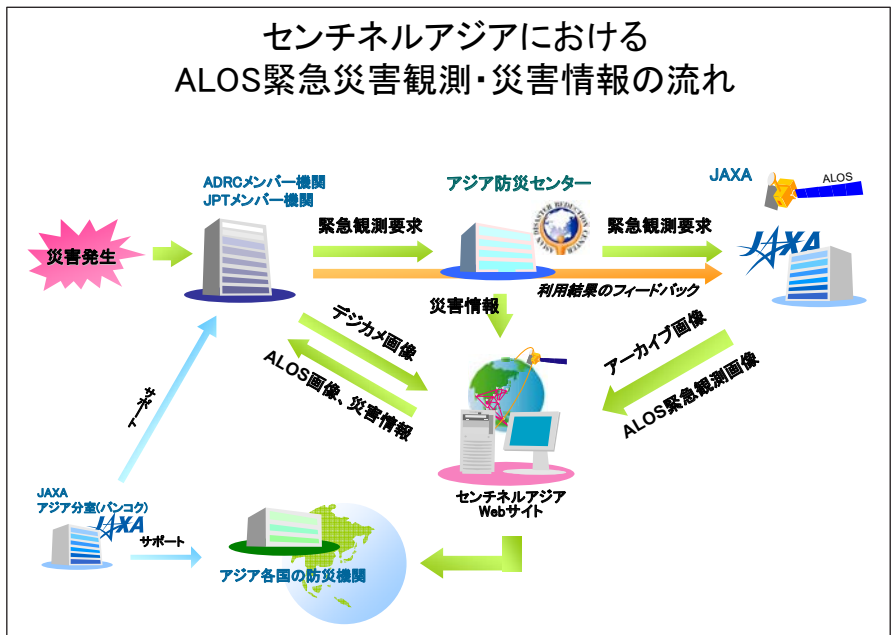 センチネルアジアにおける
ALOS緊急災害観測・災害情報の流れ
ADRCメンバー機関
JPTメンバー機関
アジア防災センター
JAXA
ALOS
災害発生
緊急観測要求
ASIAN DISASTER REDUCTION CENTER
緊急観測要求
JAXA
利用結果のフィードバック
災害情報
デジカメ画像
ALOS画像、災害情報
アーカイブ画像
ALOS緊急観測画像
サポート
センチネルアジア
Webサイト
JAXA
アジア分室(バンコク)
JAXA
サポート
アジア各国の防災機関